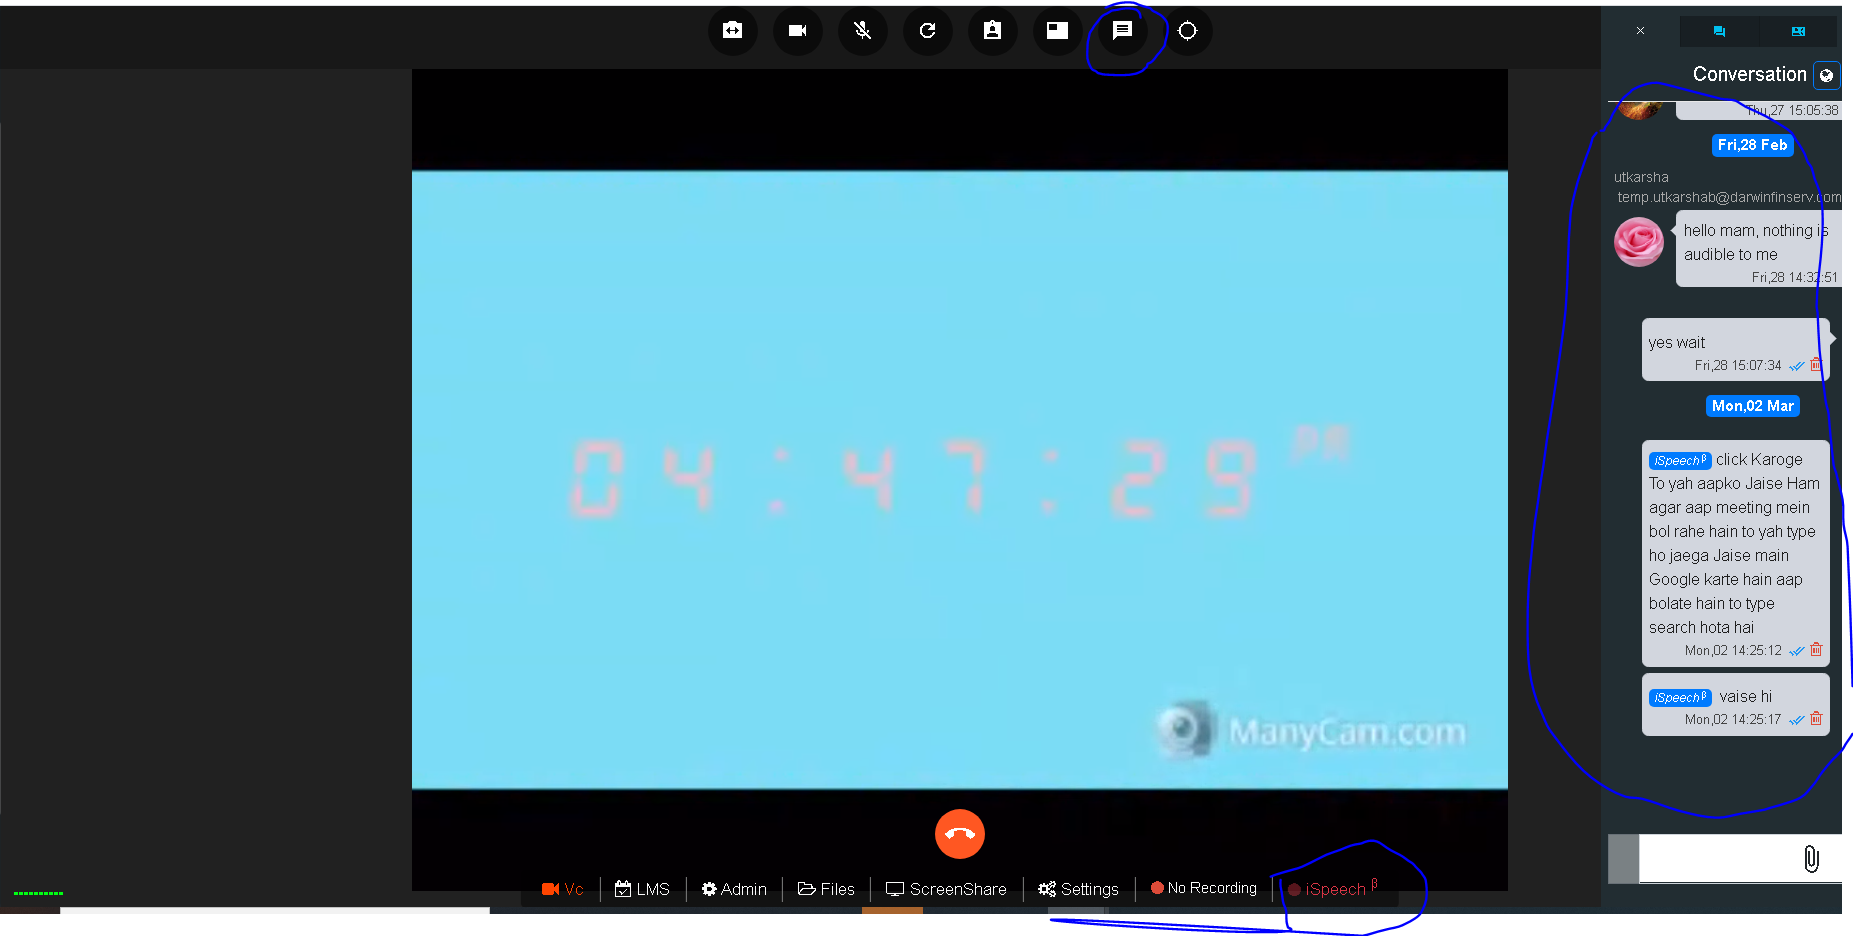 Conversation
Thu,27 15:05:38
Fri,28 Feb
utkarsha
temp.utkarshab@darwinfinserv.com
hello mam, nothing is
audible to me
Fri,28 14:32:51
yes wait
Fri,28 15:07:34
Mon,02 Mar
iSpeech β click Karoge
To yah aapko Jaise Ham
agar aap meeting mein
bol rahe hain to yah type
ho jaega Jaise main
Google karte hain aap
bolate hain to type
search hota hai
Mon,02 14:25:12
iSpeech β vaise hi
Mon,02 14:25:17
04:47:29
ManyCam.com
Vc LMS Admin Files ScreenShare Settings No Recording iSpeech β